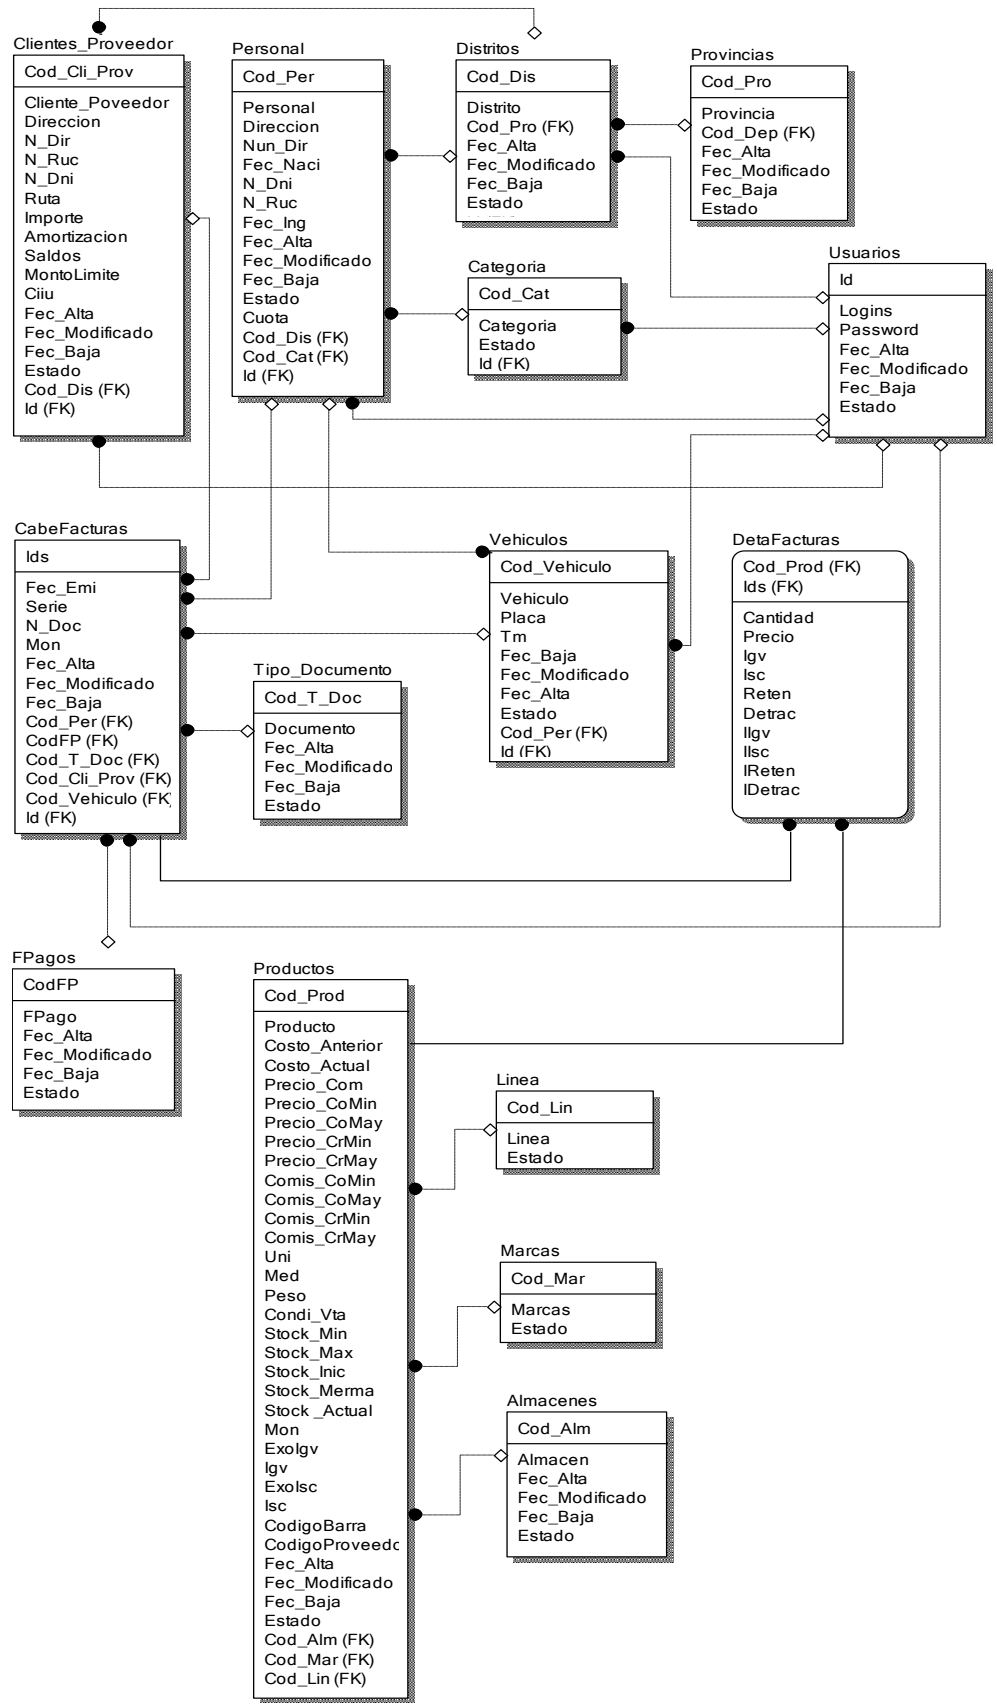 Clientes_Proveedor
Cod_Cli_Prov
Cliente_Poveedor
Direccion
N_Dir
N_Ruc
N_Dni
Ruta
Importe
Amortizacion
Saldos
MontoLimite
Ciiu
Fec_Alta
Fec_Modificado
Fec_Baja
Estado
Cod_Dis (FK)
Id (FK)
Personal
Cod_Per
Personal
Direccion
Nun_Dir
Fec_Naci
N_Dni
N_Ruc
Fec_Ing
Fec_Alta
Fec_Modificado
Fec_Baja
Estado
Cuota
Cod_Dis (FK)
Cod_Cat (FK)
Id (FK)
Distritos
Cod_Dis
Distrito
Cod_Pro (FK)
Fec_Alta
Fec_Modificado
Fec_Baja
Estado
Provincias
Cod_Pro
Provincia
Cod_Dep (FK)
Fec_Alta
Fec_Modificado
Fec_Baja
Estado
Categoria
Cod_Cat
Categoria
Estado
Id (FK)
Usuarios
Id
Logins
Password
Fec_Alta
Fec_Modificado
Fec_Baja
Estado
CabeFacturas
Ids
Fec_Emi
Serie
N_Doc
Mon
Fec_Alta
Fec_Modificado
Fec_Baja
Cod_Per (FK)
CodFP (FK)
Cod_T_Doc (FK)
Cod_Cli_Prov (FK)
Cod_Vehiculo (FK)
Id (FK)
Tipo_Documento
Cod_T_Doc
Documento
Fec_Alta
Fec_Modificado
Fec_Baja
Estado
Vehiculos
Cod_Vehiculo
Vehiculo
Placa
Tm
Fec_Baja
Fec_Modificado
Fec_Alta
Estado
Cod_Per (FK)
Id (FK)
DetaFacturas
Cod_Prod (FK)
Ids (FK)
Cantidad
Precio
Igv
Isc
Reten
Detrac
IIgv
IIsc
IReten
IDetrac
FPagos
CodFP
FPago
Fec_Alta
Fec_Modificado
Fec_Baja
Estado
Productos
Cod_Prod
Producto
Costo_Anterior
Costo_Actual
Precio_Com
Precio_CoMin
Precio_CoMay
Precio_CrMin
Precio_CrMay
Comis_CoMin
Comis_CoMay
Comis_CrMin
Comis_CrMay
Uni
Med
Peso
Condi_Vta
Stock_Min
Stock_Max
Stock_Inic
Stock_Merma
Stock _Actual
Mon
ExoIgv
Igv
ExoIsc
Isc
CodigoBarra
CodigoProveedo
Fec_Alta
Fec_Modificado
Fec_Baja
Estado
Cod_Alm (FK)
Cod_Mar (FK)
Cod_Lin (FK)
Linea
Cod_Lin
Linea
Estado
Marcas
Cod_Mar
Marcas
Estado
Almacenes
Cod_Alm
Almacen
Fec_Alta
Fec_Modificado
Fec_Baja
Estado